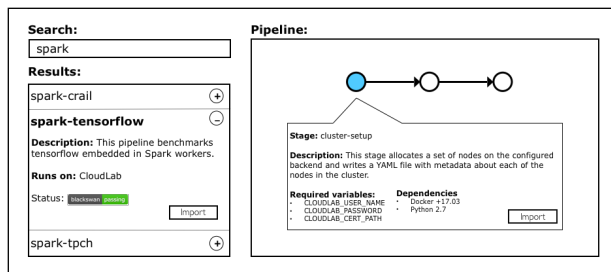 Search:
spark
Results:
spark-crail
+
spark-tensorflow
−
Description: This pipeline benchmarks
tensorflow embedded in Spark workers.
Runs on: CloudLab
Status: blackswan passing
Import
spark-tpch
+
Pipeline:
Stage: cluster-setup
Description: This stage allocates a set of nodes on the configured
backend and writes a YAML file with metadata about each of the
nodes in the cluster.
Required variables:
· CLOUDLAB_USER_NAME
· CLOUDLAB_PASSWORD
· CLOUDLAB_CERT_PATH
Dependencies
· Docker +17.03
· Python 2.7
Import